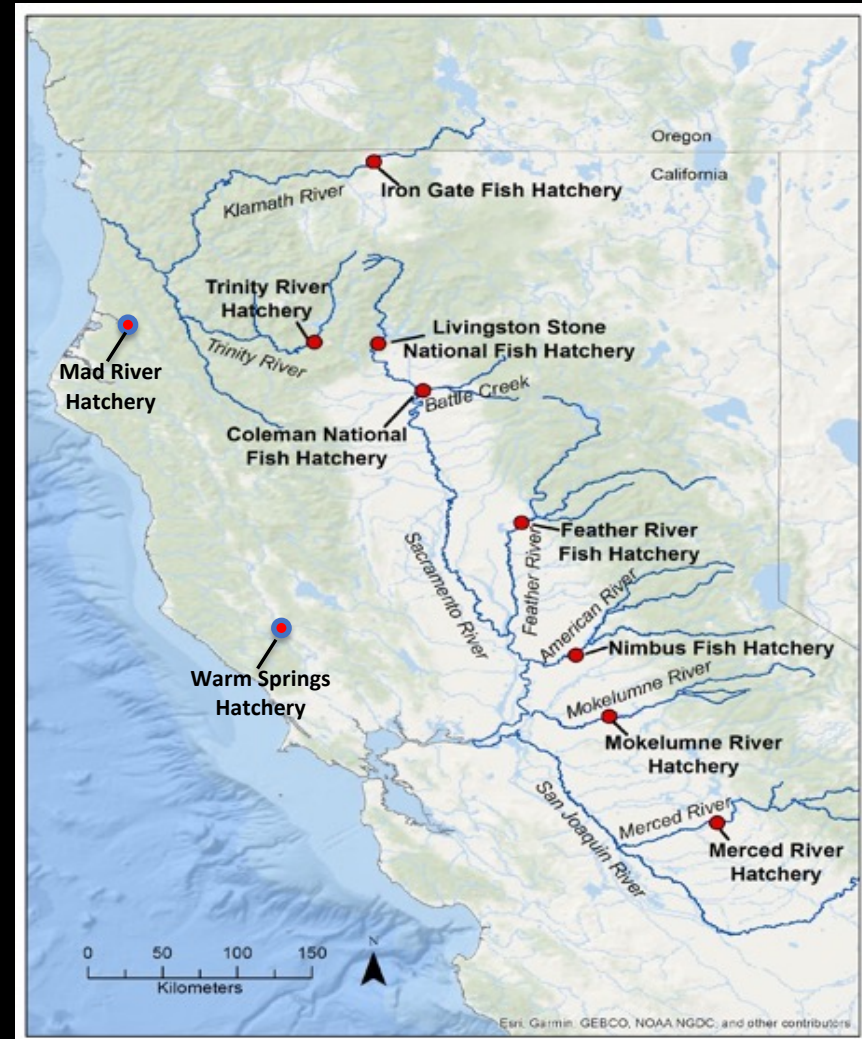 Oregon
California
Klamath River
Iron Gate Fish Hatchery
Trinity River
Hatchery
Livingston Stone
National Fish Hatchery
Trinity River
Mad River
Hatchery
Battle Creek
Coleman National
Fish Hatchery
Feather River
Fish Hatchery
Sacramento River
Feather River
American River
Nimbus Fish Hatchery
Warm Springs
Hatchery
Mokelumne River
Mokelumne River
Hatchery
San Joaquin River
Merced River
Merced River
Hatchery
0 50 100 150
Kilometers
N
Esri, Garmin, GEBCO, NOAA NGDC, and other contributors